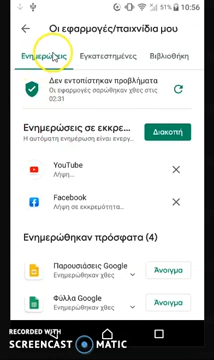 10:56
Οι εφαρμογές/παιχνίδια μου
Ενημερώσεις Εγκατεστημένες Βιβλιοθήκη
Δεν εντοπίστηκαν προβλήματα
Οι εφαρμογές σαρώθηκαν χθες στις
02:31
Ενημερώσεις σε εκκρε… Διακοπή
Η αυτόματη ενημέρωση είναι ενεργ…
YouTube
Λήψη…
Facebook
Λήψη σε εκκρεμότητα…
Ενημερώθηκαν πρόσφατα (4)
Παρουσιάσεις Google
Ενημερώθηκε χθες Άνοιγμα
Φύλλα Google
Ενημερώθηκε χθες Άνοιγμα
RECORDED WITH
SCREENCAST MATIC